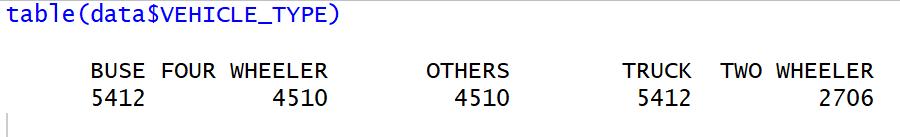 table(data$VEHICLE_TYPE)
BUSE FOUR WHEELER OTHERS TRUCK TWO WHEELER
5412 4510 4510 5412 2706